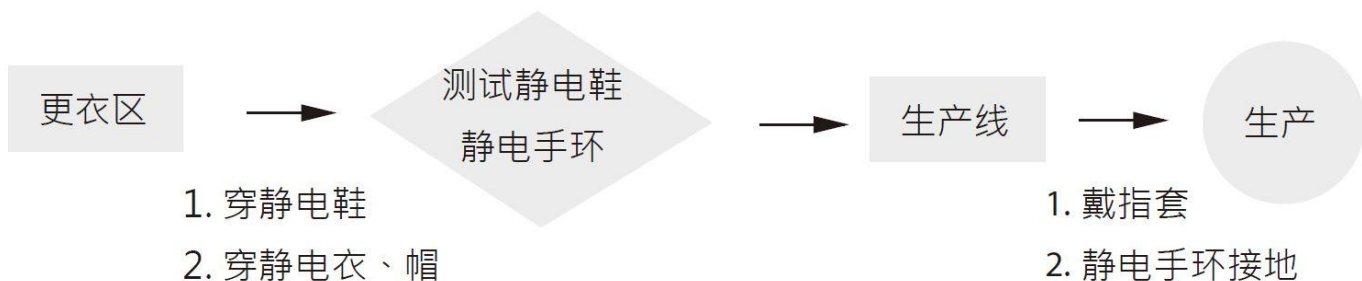 更衣区
测试静电鞋
静电手环
生产线
生产
1. 穿静电鞋
2. 穿静电衣、帽
1. 戴指套
2. 静电手环接地